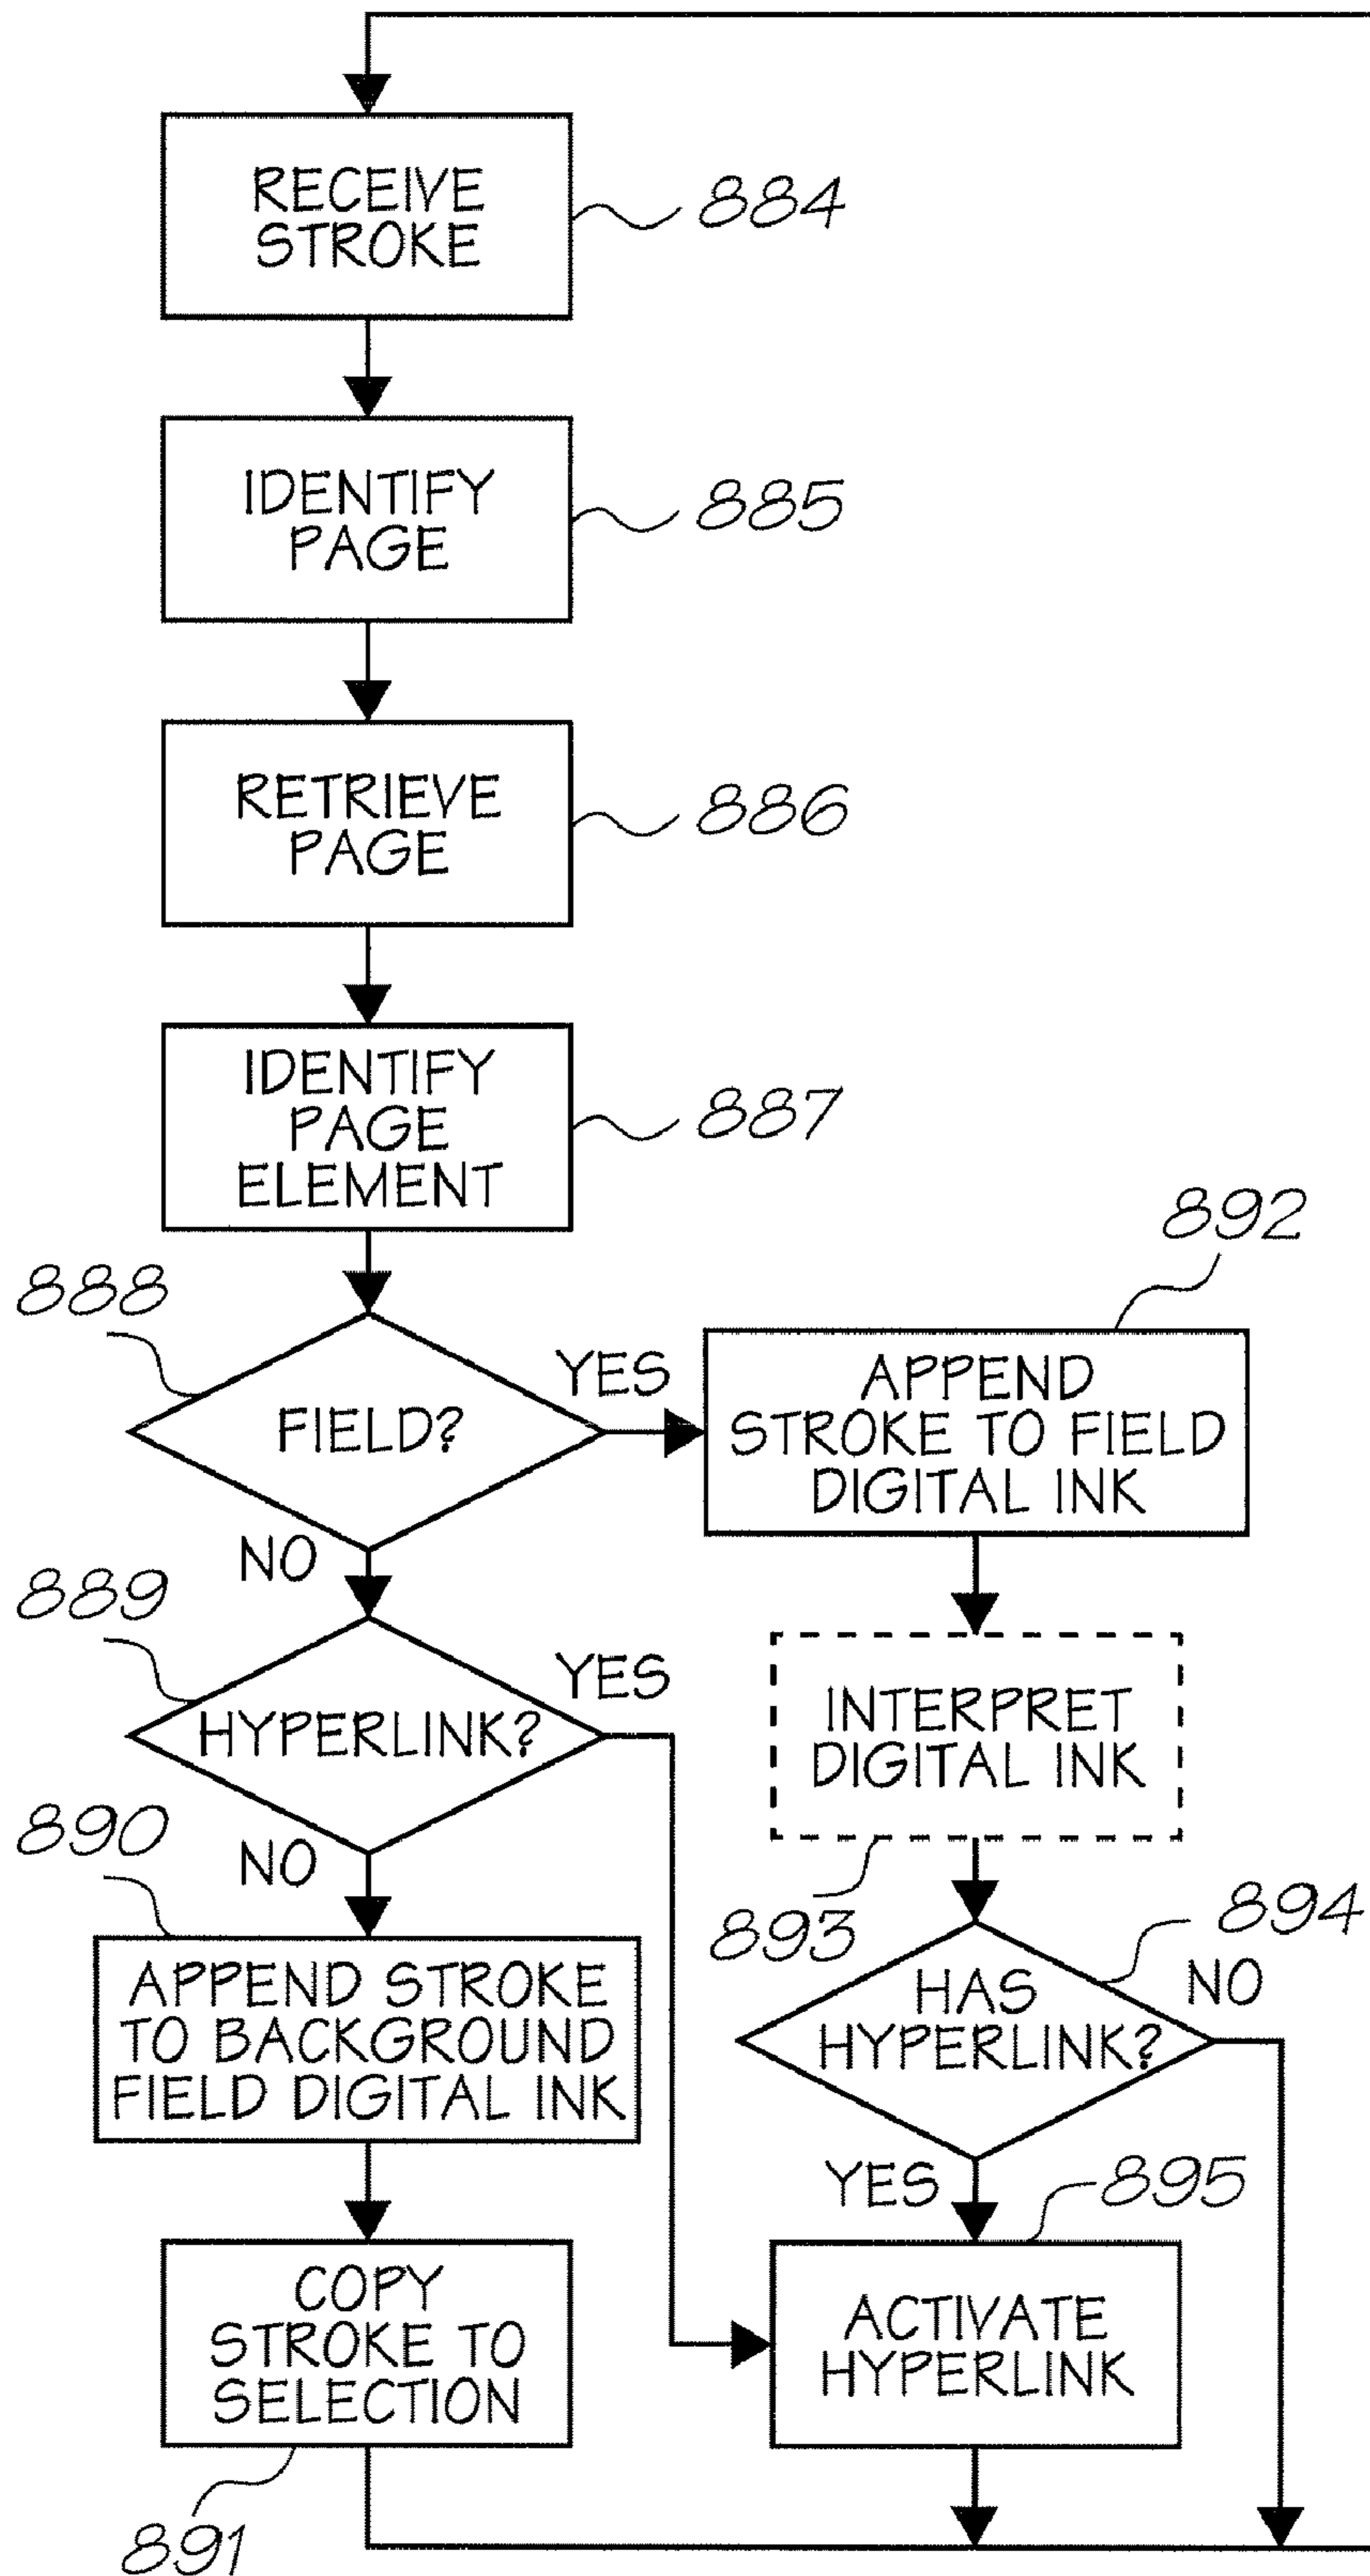 RECEIVE
STROKE
884
IDENTIFY
PAGE
885
RETRIEVE
PAGE
886
IDENTIFY
PAGE
ELEMENT
887
888
FIELD?
YES
NO
892
APPEND
STROKE TO FIELD
DIGITAL INK
889
HYPERLINK?
YES
NO
INTERPRET
DIGITAL INK
893
890
APPEND STROKE
TO BACKGROUND
FIELD DIGITAL INK
894
HAS
HYPERLINK?
NO
YES
895
COPY
STROKE TO
SELECTION
891
ACTIVATE
HYPERLINK